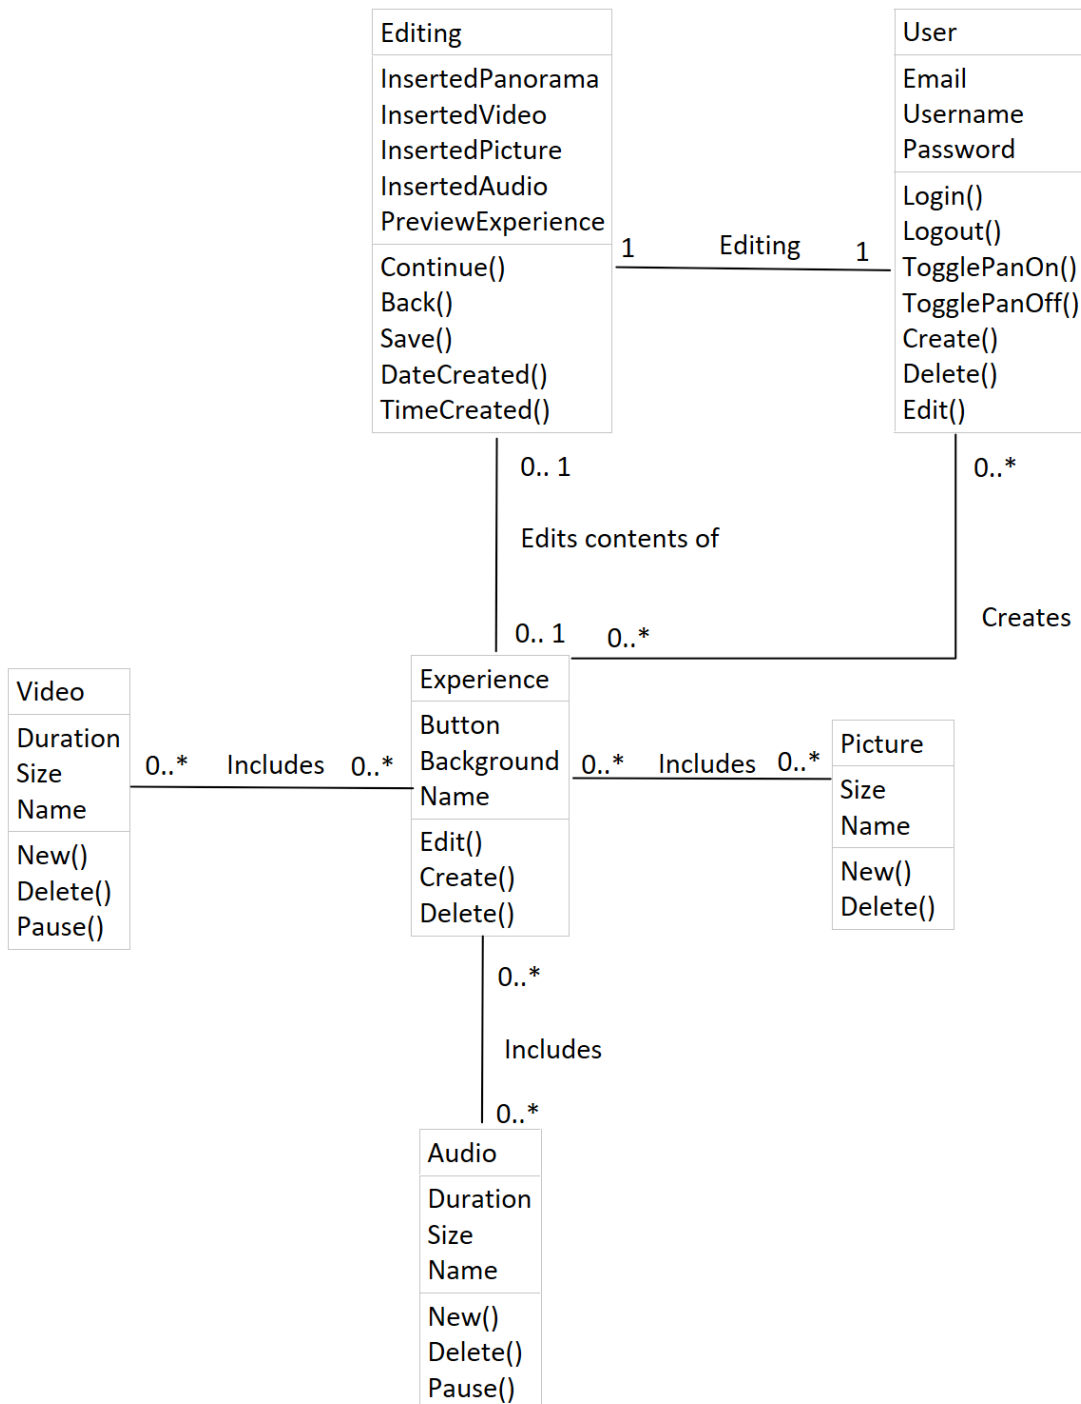 Editing
InsertedPanorama
InsertedVideo
InsertedPicture
InsertedAudio
PreviewExperience
Continue()
Back()
Save()
DateCreated()
TimeCreated()
User
Email
Username
Password
Login()
Logout()
TogglePanOn()
TogglePanOff()
Create()
Delete()
Edit()
1 Editing 1
0.. 1
Edits contents of
0.. 1
0..*
Creates
0..*
Video
Duration
Size
Name
New()
Delete()
Pause()
0..* Includes 0..*
Experience
Button
Background
Name
Edit()
Create()
Delete()
0..* Includes 0..*
Picture
Size
Name
New()
Delete()
0..*
Includes
0..*
Audio
Duration
Size
Name
New()
Delete()
Pause()